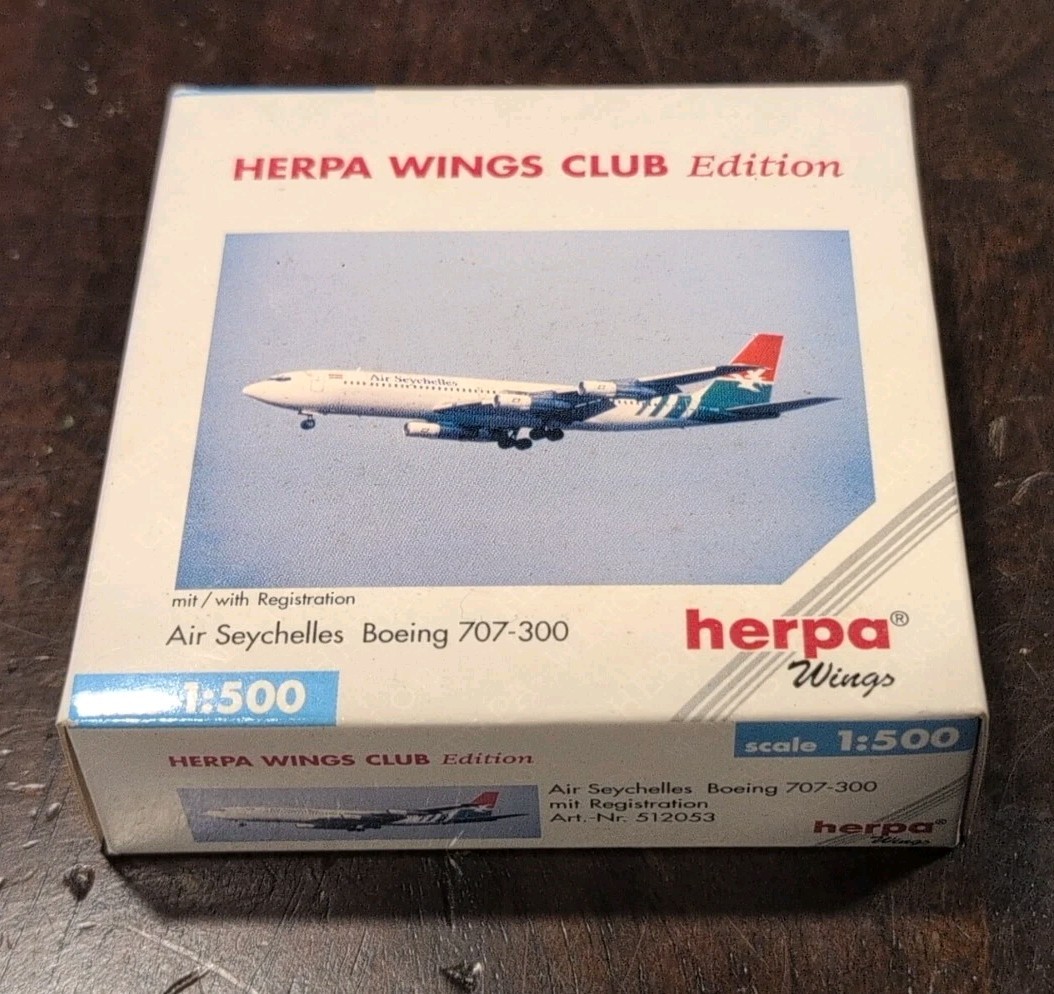 HERPA WINGS CLUB Edition
Air Seychelles
mit / with Registration
Air Seychelles Boeing 707-300
herpa®
Wings
1:500
scale 1:500
HERPA WINGS CLUB Edition
Air Seychelles Boeing 707-300
mit Registration
Art.-Nr. 512053
herpa®
Wings